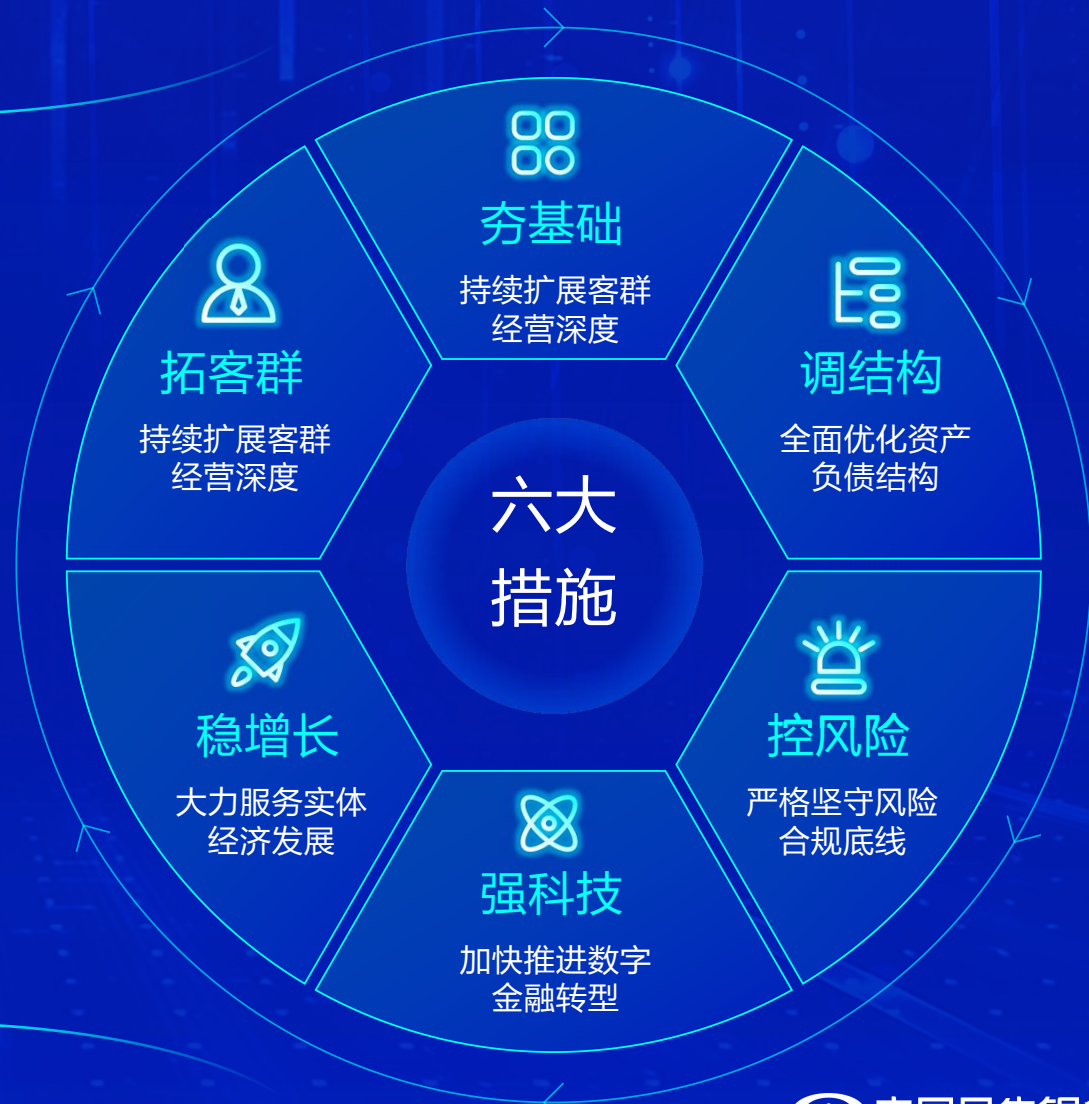 夯基础
持续扩展客群
经营深度
调结构
全面优化资产
负债结构
控风险
严格坚守风险
合规底线
强科技
加快推进数字
金融转型
稳增长
大力服务实体
经济发展
拓客群
持续扩展客群
经营深度
六大
措施